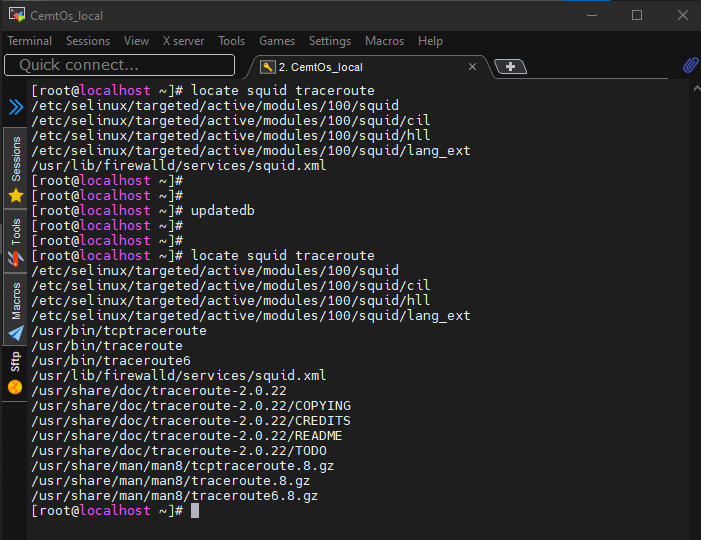 CemtOs_local
Terminal Sessions View X server Tools Games Settings Macros Help
Quick connect...
2. CemtOs_local
Sessions
Tools
Macros
Sftp
[root@localhost ~]# locate squid traceroute
/etc/selinux/targeted/active/modules/100/squid
/etc/selinux/targeted/active/modules/100/squid/cil
/etc/selinux/targeted/active/modules/100/squid/hll
/etc/selinux/targeted/active/modules/100/squid/lang_ext
/usr/lib/firewalld/services/squid.xml
[root@localhost ~]#
[root@localhost ~]#
[root@localhost ~]# updatedb
[root@localhost ~]#
[root@localhost ~]#
[root@localhost ~]# locate squid traceroute
/etc/selinux/targeted/active/modules/100/squid
/etc/selinux/targeted/active/modules/100/squid/cil
/etc/selinux/targeted/active/modules/100/squid/hll
/etc/selinux/targeted/active/modules/100/squid/lang_ext
/usr/bin/tcptraceroute
/usr/bin/traceroute
/usr/bin/traceroute6
/usr/lib/firewalld/services/squid.xml
/usr/share/doc/traceroute-2.0.22
/usr/share/doc/traceroute-2.0.22/COPYING
/usr/share/doc/traceroute-2.0.22/CREDITS
/usr/share/doc/traceroute-2.0.22/README
/usr/share/doc/traceroute-2.0.22/TODO
/usr/share/man/man8/tcptraceroute.8.gz
/usr/share/man/man8/traceroute.8.gz
/usr/share/man/man8/traceroute6.8.gz
[root@localhost ~]#